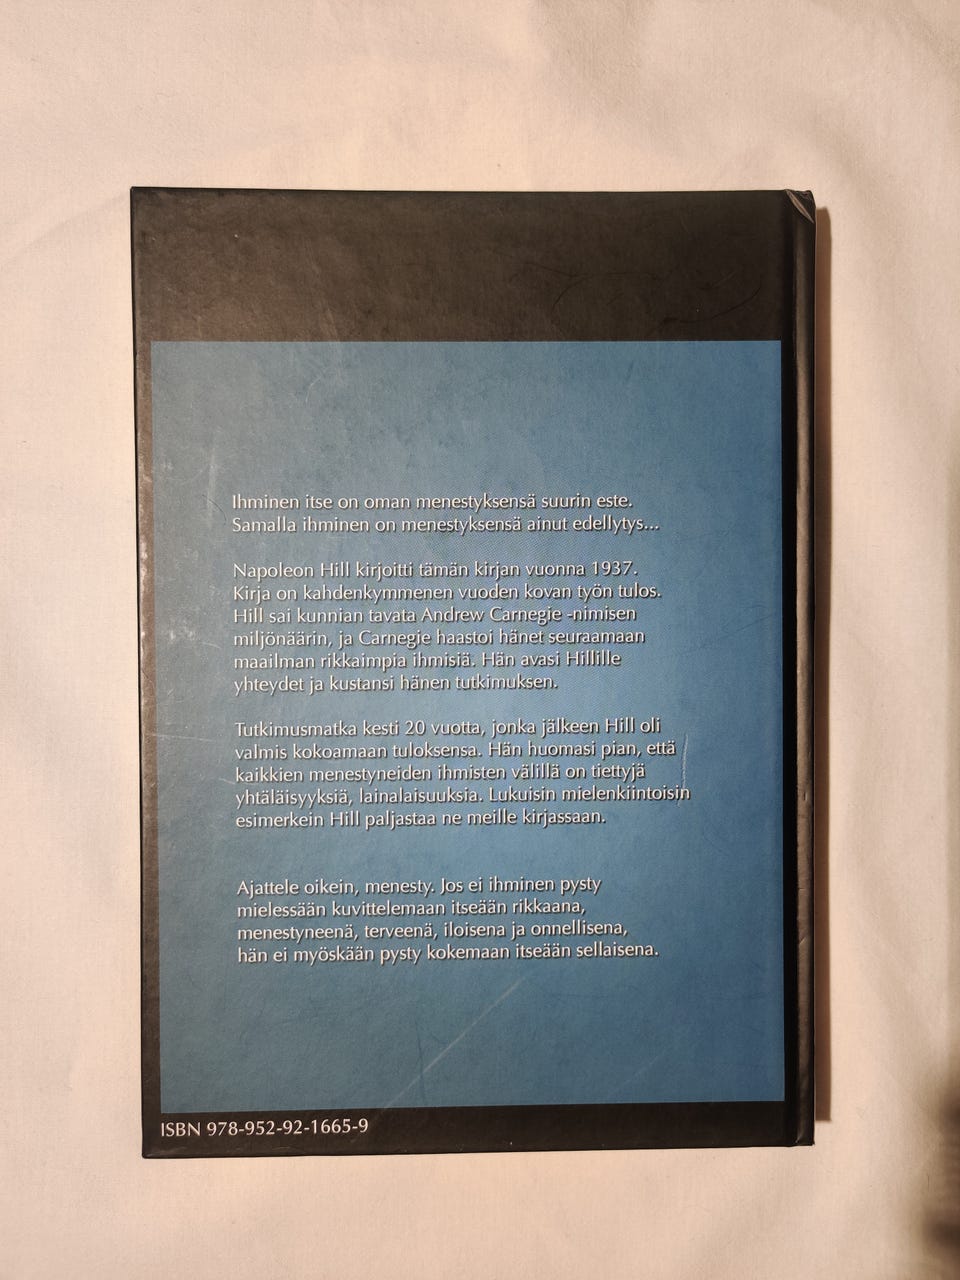 Ihminen itse on oman menestyksensä suurin este.
Samalla ihminen on menestyksensä ainut edellytys...
Napoleon Hill kirjoitti tämän kirjan vuonna 1937.
Kirja on kahdenkymmenen vuoden kovan työn tulos.
Hill sai kunnian tavata Andrew Carnegie -nimisen
miljönäärin, ja Carnegie haastoi hänet seuraamaan
maailman rikkaimpia ihmisiä. Hän avasi Hillille
yhteydet ja kustansi hänen tutkimuksen.
Tutkimusmatka kesti 20 vuotta, jonka jälkeen Hill oli
valmis kokoamaan tuloksensa. Hän huomasi pian, että
kaikkien menestyneiden ihmisten välillä on tiettyjä
yhtäläisyyksiä, lainalaisuuksia. Lukuisin mielenkiintoisin
esimerkein Hill paljastaa ne meille kirjassaan.
Ajattele oikein, menesty. Jos ei ihminen pysty
mielessään kuvittelemaan itseään rikkaana,
menestyneenä, terveenä, iloisena ja onnellisena,
hän ei myöskään pysty kokemaan itseään sellaisena.
ISBN 978-952-92-1665-9